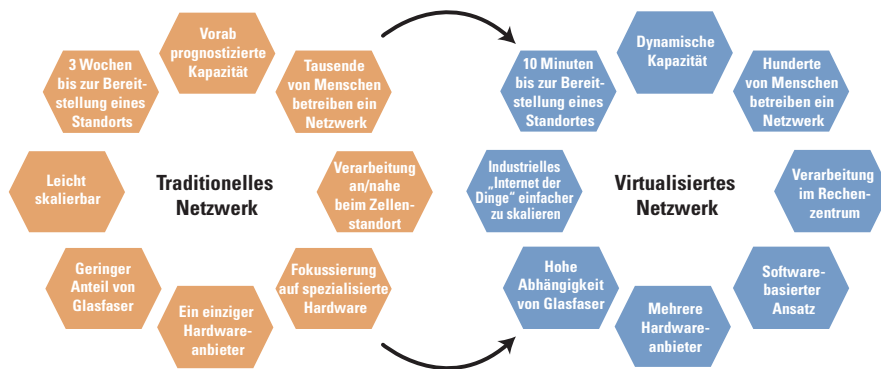 Vorab
prognostizierte
Kapazität
3 Wochen
bis zur Bereit-
stellung eines
Standorts
Tausende
von Menschen
betreiben ein
Netzwerk
Leicht
skalierbar
Traditionelles
Netzwerk
Verarbeitung
an/nahe
beim Zellen-
standort
Geringer
Anteil von
Glasfaser
Ein einziger
Hardware-
anbieter
Fokussierung
auf spezialisierte
Hardware
Dynamische
Kapazität
10 Minuten
bis zur Bereit-
stellung eines
Standortes
Hunderte
von Menschen
betreiben ein
Netzwerk
Industrielles
„Internet der
Dinge“ einfacher
zu skalieren
Virtualisiertes
Netzwerk
Verarbeitung
im Rechen-
zentrum
Hohe
Abhängigkeit
von Glasfaser
Mehrere
Hardware-
anbieter
Software-
basierter
Ansatz